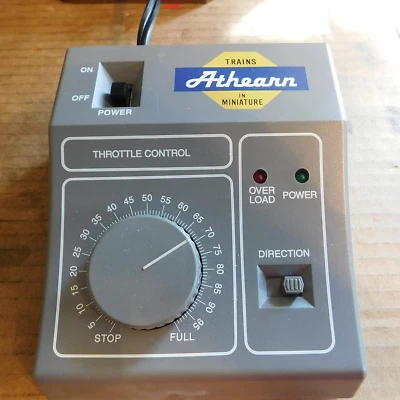 TRAINS
Athearn
IN
MINIATURE
ON
OFF
POWER
THROTTLE CONTROL
OVER
LOAD
POWER
DIRECTION
5
10
15
20
25
30
35
40
45
50
55
60
65
70
75
80
85
90
95
STOP
FULL